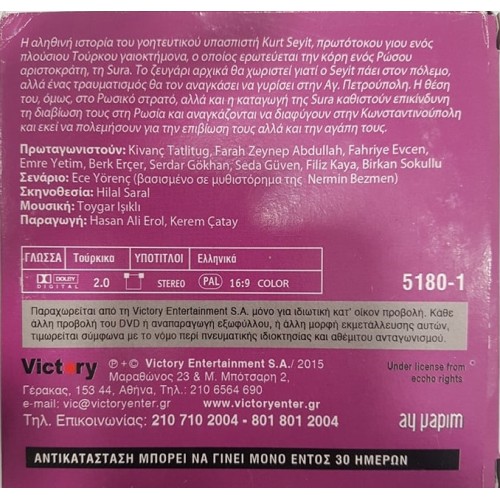 Η αληθινή ιστορία του γοητευτικού υπασπιστή Kurt Seyit, πρωτότοκου γιου ενός
πλούσιου Τούρκου γαιοκτήμονα, ο οποίος ερωτεύεται την κόρη ενός Ρώσου
αριστοκράτη, τη Sura. Το ζευγάρι αρχικά θα χωριστεί γιατί ο Seyit πάει στον πόλεμο,
αλλά ένας τραυματισμός θα τον αναγκάσει να γυρίσει στην Αγ. Πετρούπολη. Η θέση
του, όμως, στο Ρωσικό στρατό, αλλά και η καταγωγή της Sura καθιστούν επικίνδυνη
τη διαβίωση τους στη Ρωσία και αναγκάζονται να διαφύγουν στην Κωνσταντινούπολη
και εκεί να πολεμήσουν για την επιβίωση τους αλλά και την αγάπη τους.
Πρωταγωνιστούν: Kivanç Tatlitug, Farah Zeynep Abdullah, Fahriye Evcen,
Emre Yetim, Berk Erçer, Serdar Gökhan, Seda Güven, Filiz Kaya, Birkan Sokullu
Σενάριο: Ece Yörenç (βασισμένο σε μυθιστόρημα της Nermin Bezmen)
Σκηνοθεσία: Hilal Saral
Μουσική: Toygar Işıklı
Παραγωγή: Hasan Ali Erol, Kerem Çatay
ΓΛΩΣΣΑ Τούρκικα ΥΠΟΤΙΤΛΟΙ Ελληνικά
DOLBY DIGITAL 2.0 STEREO PAL 16:9 COLOR
5180-1
Παραχωρείται από τη Victory Entertainment S.A. μόνο για ιδιωτική κατ' οίκον προβολή. Κάθε
άλλη προβολή του DVD ή αναπαραγωγή εξωφύλλου, ή άλλη μορφή εκμετάλλευσης αυτών,
τιμωρείται σύμφωνα με το νόμο περί πνευματικής ιδιοκτησίας και αθέμιτου ανταγωνισμού.
Victory
℗+© Victory Entertainment S.A./ 2015
Μαραθώνος 23 & Μ. Μπότσαρη 2,
Γέρακας, 153 44, Αθήνα, Τηλ.: 210 6564 690
e-mail: vic@victoryenter.gr www.victoryenter.gr
Τηλ. Επικοινωνίας: 210 710 2004 - 801 801 2004
Under license from
eccho rights
ay yapım
ΑΝΤΙΚΑΤΑΣΤΑΣΗ ΜΠΟΡΕΙ ΝΑ ΓΙΝΕΙ ΜΟΝΟ ΕΝΤΟΣ 30 ΗΜΕΡΩΝ